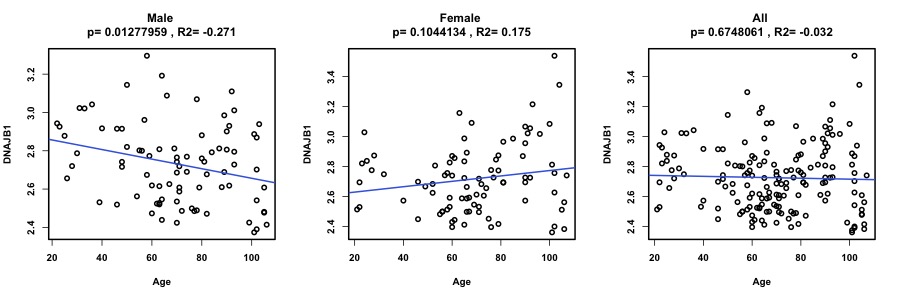 Male
p= 0.01277959 , R2= -0.271
DNAJB1
3.2
3.0
2.8
2.6
2.4
20 40 60 80 100
Age
Female
p= 0.1044134 , R2= 0.175
DNAJB1
3.4
3.2
3.0
2.8
2.6
2.4
20 40 60 80 100
Age
All
p= 0.6748061 , R2= -0.032
DNAJB1
3.4
3.2
3.0
2.8
2.6
2.4
20 40 60 80 100
Age